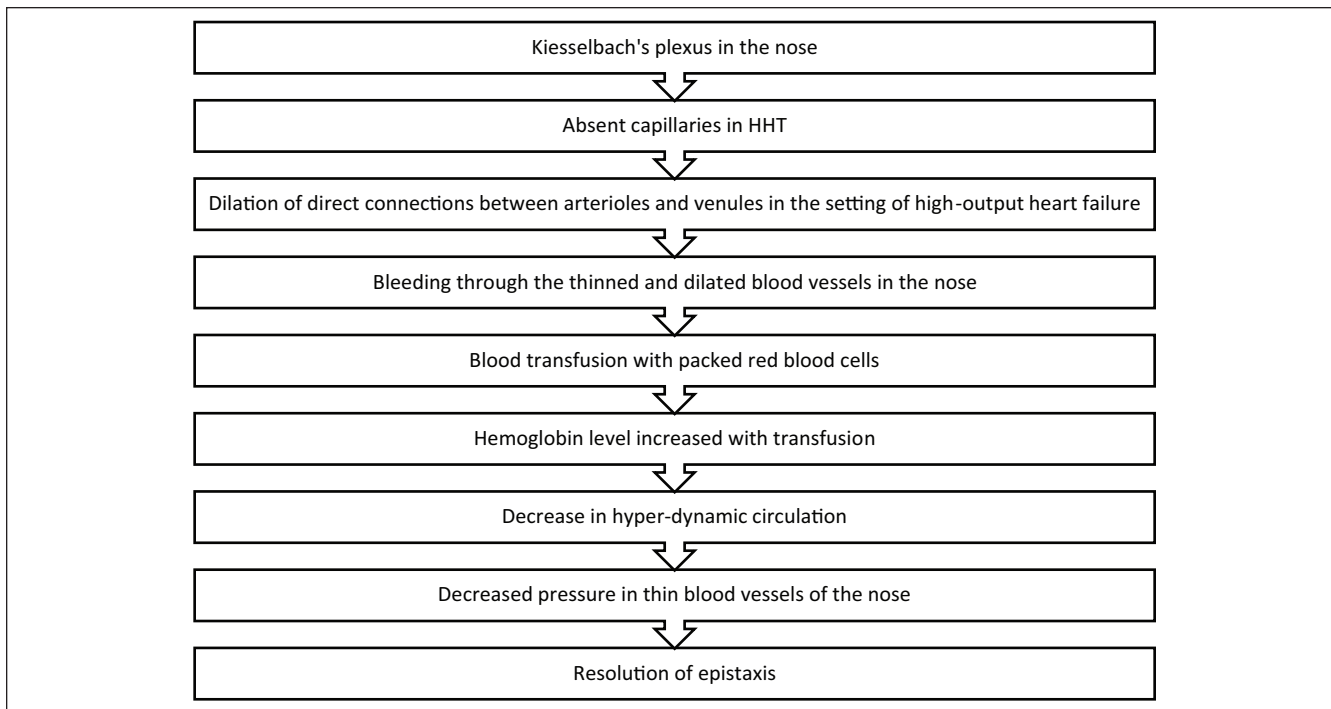 Kiesselbach's plexus in the nose
Absent capillaries in HHT
Dilation of direct connections between arterioles and venules in the setting of high-output heart failure
Bleeding through the thinned and dilated blood vessels in the nose
Blood transfusion with packed red blood cells
Hemoglobin level increased with transfusion
Decrease in hyper-dynamic circulation
Decreased pressure in thin blood vessels of the nose
Resolution of epistaxis